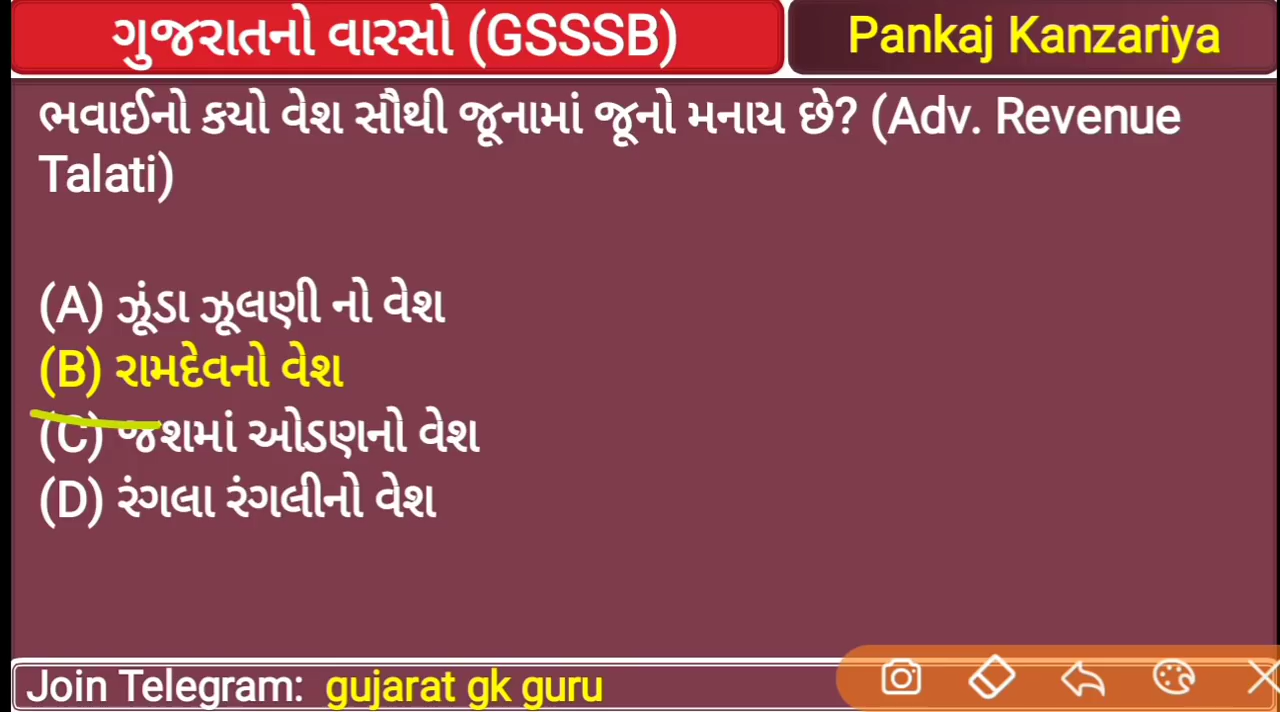 ગુજરાતનો વારસો (GSSSB)
Pankaj Kanzariya
ભવાઈનો કયો વેશ સૌથી જૂનામાં જૂનો મનાય છે? (Adv. Revenue
Talati)
(A) ઝૂંડા ઝૂલણી નો વેશ
(B) રામદેવનો વેશ
(C) જશમાં ઓડણનો વેશ
(D) રંગલા રંગલીનો વેશ
Join Telegram: gujarat gk guru